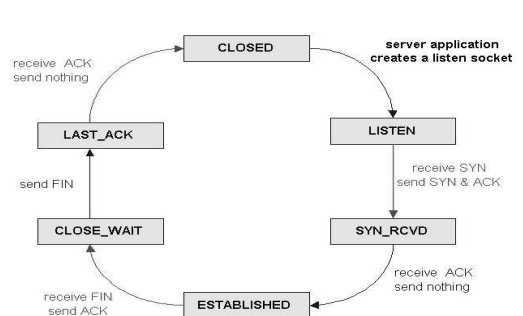 CLOSED
server application
creates a listen socket
receive ACK
send nothing
LAST_ACK
LISTEN
receive SYN
send SYN & ACK
send FIN
CLOSE_WAIT
SYN_RCVD
receive ACK
send nothing
receive FIN
send ACK
ESTABLISHED